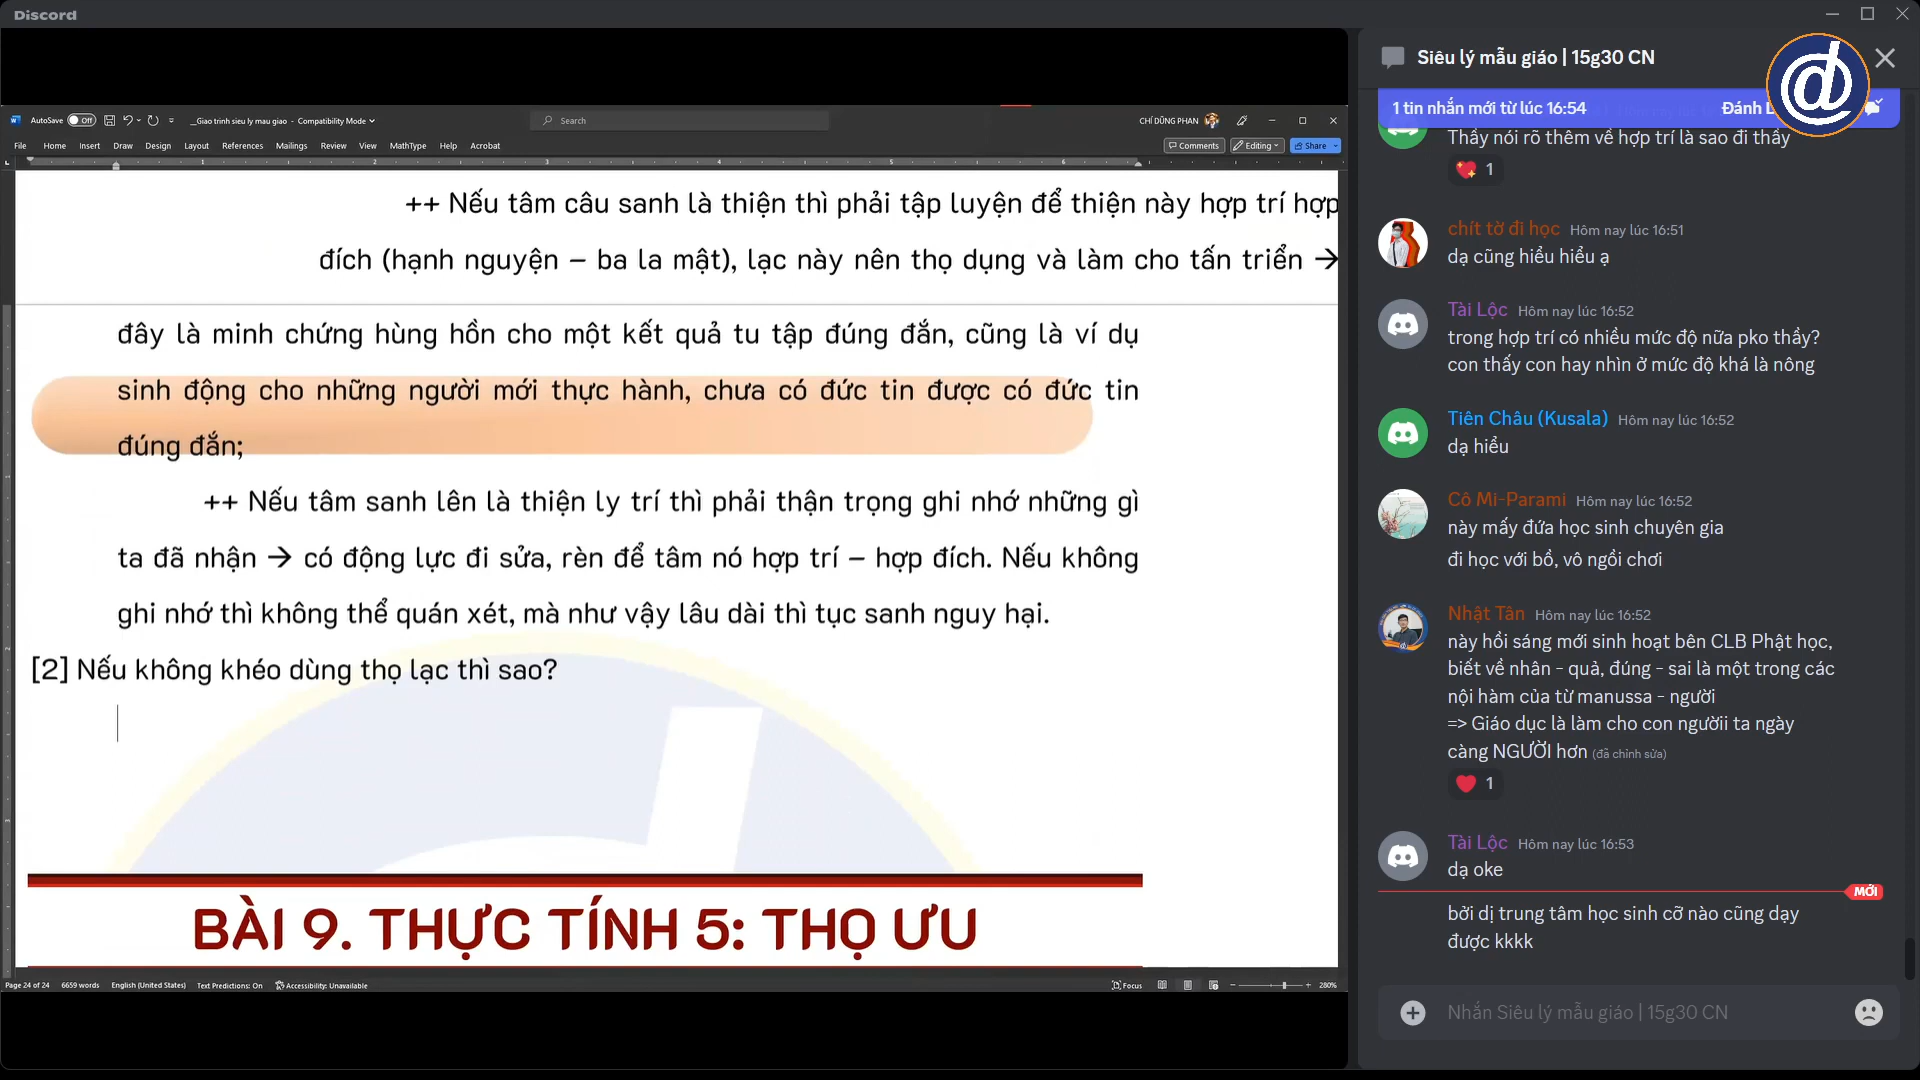 Discord
AutoSave Off
_Giao trinh sieu ly mau giao - Compatibility Mode
Search
CHÍ DŨNG PHAN
File Home Insert Draw Design Layout References Mailings Review View MathType Help Acrobat
Comments Editing Share
++ Nếu tâm câu sanh là thiện thì phải tập luyện để thiện này hợp trí hợp
đích (hạnh nguyện – ba la mật), lạc này nên thọ dụng và làm cho tấn triển →
đây là minh chứng hùng hồn cho một kết quả tu tập đúng đắn, cũng là ví dụ
sinh động cho những người mới thực hành, chưa có đức tin được có đức tin
đúng đắn;
++ Nếu tâm sanh lên là thiện ly trí thì phải thận trọng ghi nhớ những gì
ta đã nhận → có động lực đi sửa, rèn để tâm nó hợp trí – hợp đích. Nếu không
ghi nhớ thì không thể quán xét, mà như vậy lâu dài thì tục sanh nguy hại.
[2] Nếu không khéo dùng thọ lạc thì sao?
BÀI 9. THỰC TÍNH 5: THỌ ƯU
Page 24 of 24 6659 words English (United States) Text Predictions: On Accessibility: Unavailable Focus 280%
Siêu lý mẫu giáo | 15g30 CN
1 tin nhắn mới từ lúc 16:54
Đánh
Thầy nói rõ thêm về hợp trí là sao đi thầy
1
chít tờ đi học Hôm nay lúc 16:51
dạ cũng hiểu hiểu ạ
Tài Lộc Hôm nay lúc 16:52
trong hợp trí có nhiều mức độ nữa pko thầy?
con thấy con hay nhìn ở mức độ khá là nông
Tiên Châu (Kusala) Hôm nay lúc 16:52
dạ hiểu
Cô Mi-Parami Hôm nay lúc 16:52
này mấy đứa học sinh chuyên gia
đi học với bồ, vô ngồi chơi
Nhật Tân Hôm nay lúc 16:52
này hồi sáng mới sinh hoạt bên CLB Phật học,
biết về nhân - quả, đúng - sai là một trong các
nội hàm của từ manussa - người
=> Giáo dục là làm cho con ngườii ta ngày
càng NGƯỜI hơn (đã chỉnh sửa)
1
Tài Lộc Hôm nay lúc 16:53
dạ oke
MỚI
bởi dị trung tâm học sinh cỡ nào cũng dạy
được kkkk
Nhắn Siêu lý mẫu giáo | 15g30 CN